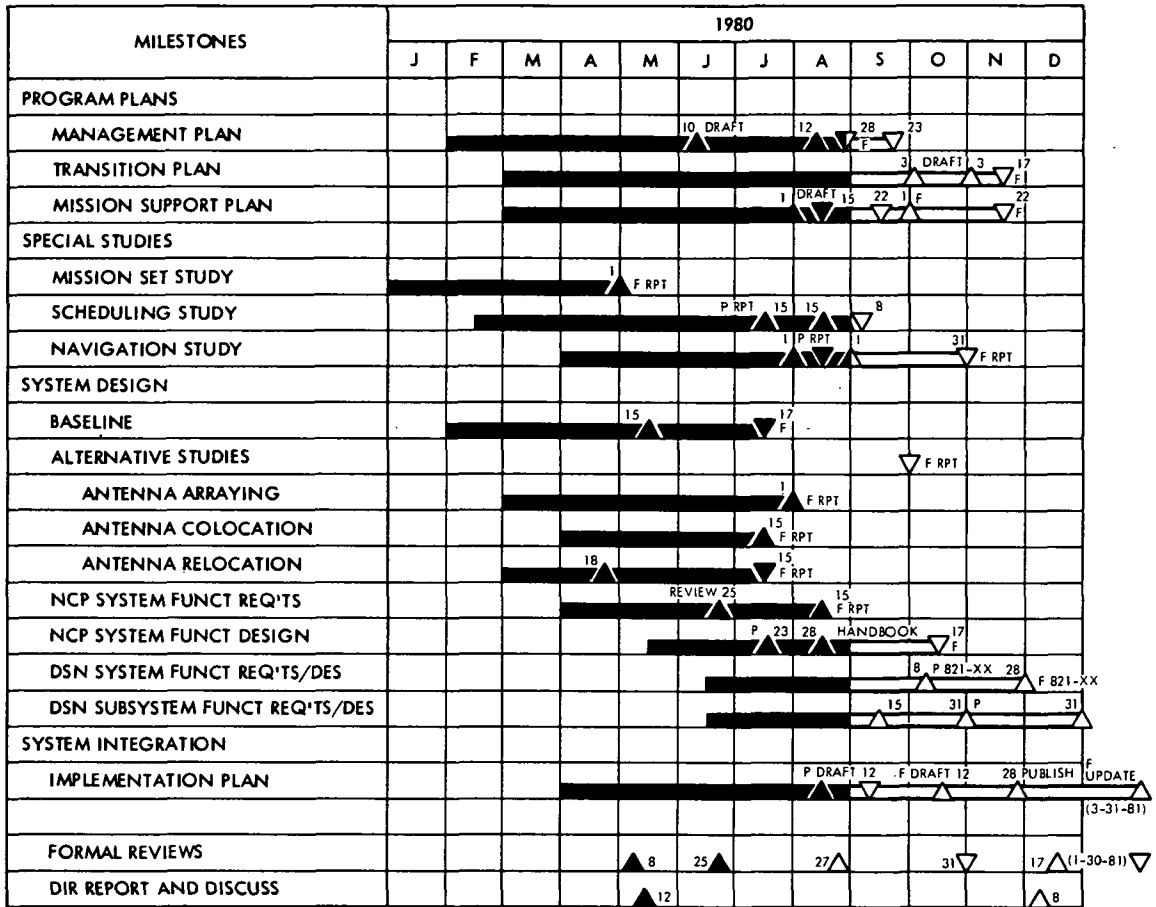 MILESTONES
1980
J F M A M J J A S O N D
PROGRAM PLANS
MANAGEMENT PLAN 10 DRAFT 12 28 F 23
TRANSITION PLAN 3 DRAFT 3 17 F
MISSION SUPPORT PLAN 1 DRAFT 15 22 1 F 22 F
SPECIAL STUDIES
MISSION SET STUDY 1 F RPT
SCHEDULING STUDY P RPT 15 15 8
NAVIGATION STUDY 1 P RPT 1 31 F RPT
SYSTEM DESIGN
BASELINE 15 17 F
ALTERNATIVE STUDIES F RPT
ANTENNA ARRAYING 1 F RPT
ANTENNA COLOCATION 15 F RPT
ANTENNA RELOCATION 18 15 F RPT
NCP SYSTEM FUNCT REQ'TS REVIEW 25 15 F RPT
NCP SYSTEM FUNCT DESIGN P 23 28 HANDBOOK 17 F
DSN SYSTEM FUNCT REQ'TS/DES 8 P 821-XX 28 F 821-XX
DSN SUBSYSTEM FUNCT REQ'TS/DES 15 31 P 31
SYSTEM INTEGRATION
IMPLEMENTATION PLAN P DRAFT 12 F DRAFT 12 28 PUBLISH F UPDATE (3-31-81)
FORMAL REVIEWS 8 25 27 31 17 (1-30-81)
DIR REPORT AND DISCUSS 12 8